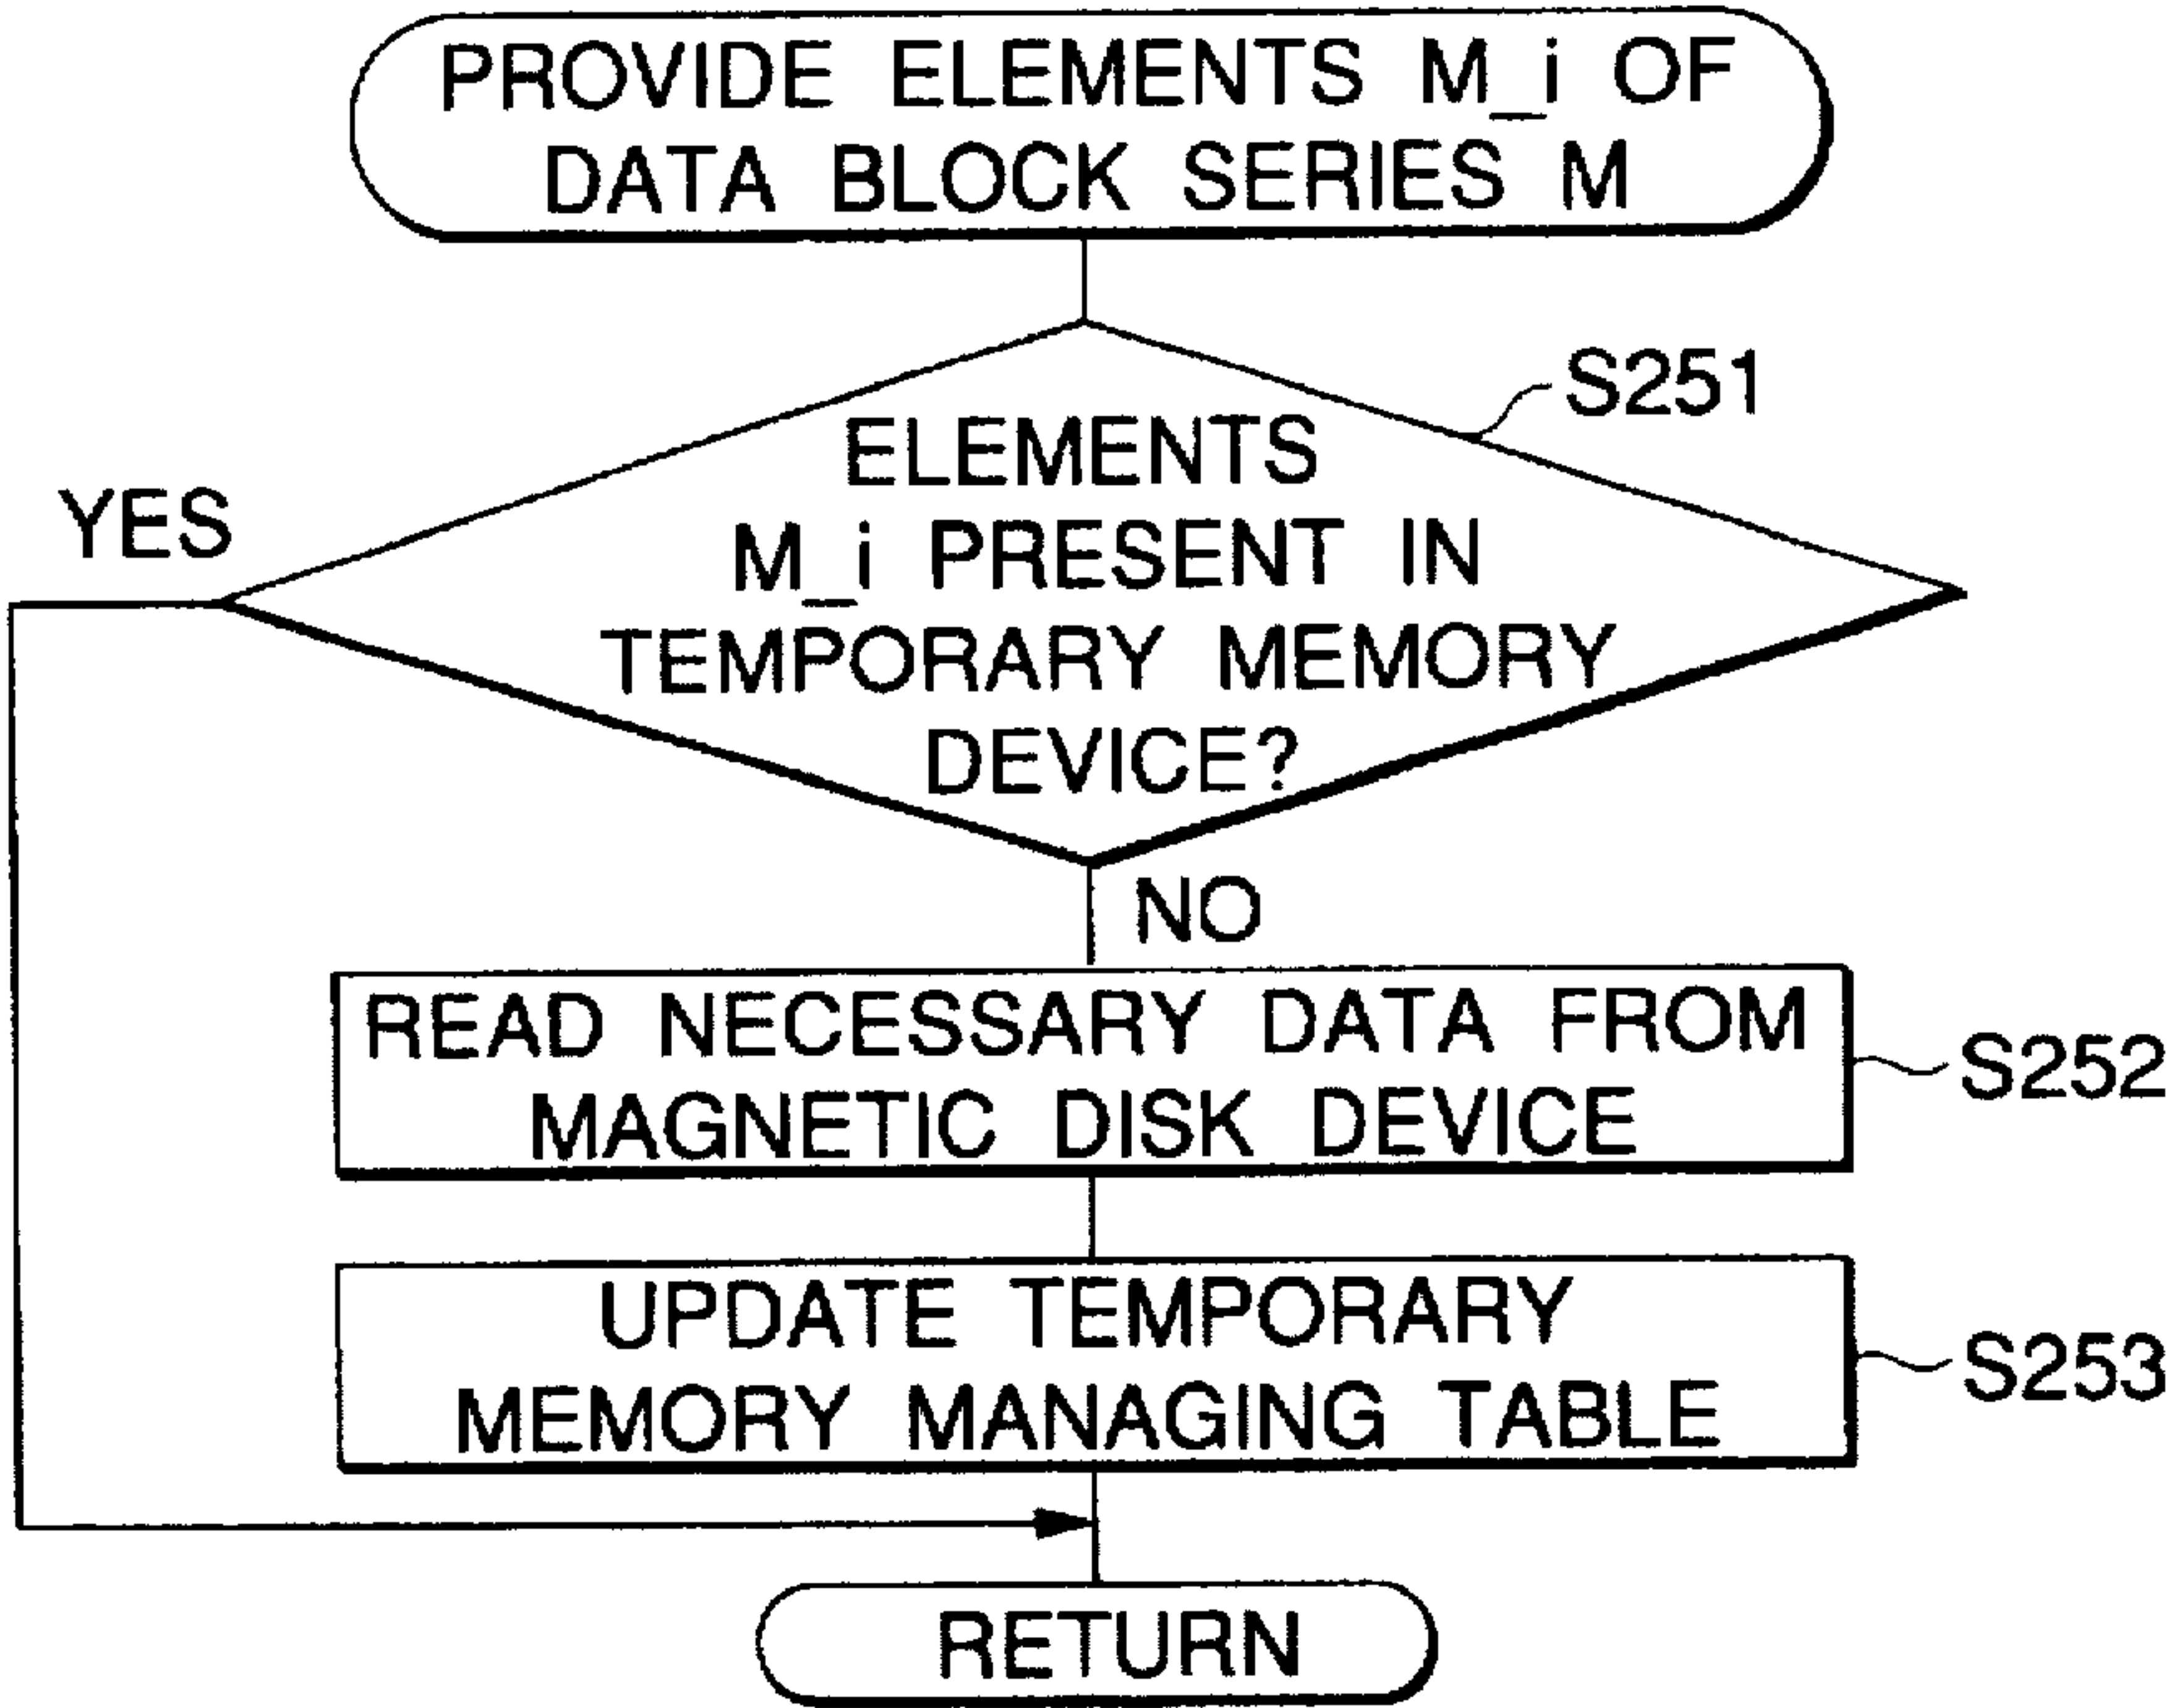 PROVIDE ELEMENTS M_i OF
DATA BLOCK SERIES M
S251
ELEMENTS
YES
M_i PRESENT IN
TEMPORARY MEMORY
DEVICE?
NO
READ NECESSARY DATA FROM
MAGNETIC DISK DEVICE
S252
UPDATE TEMPORARY
MEMORY MANAGING TABLE
S253
RETURN